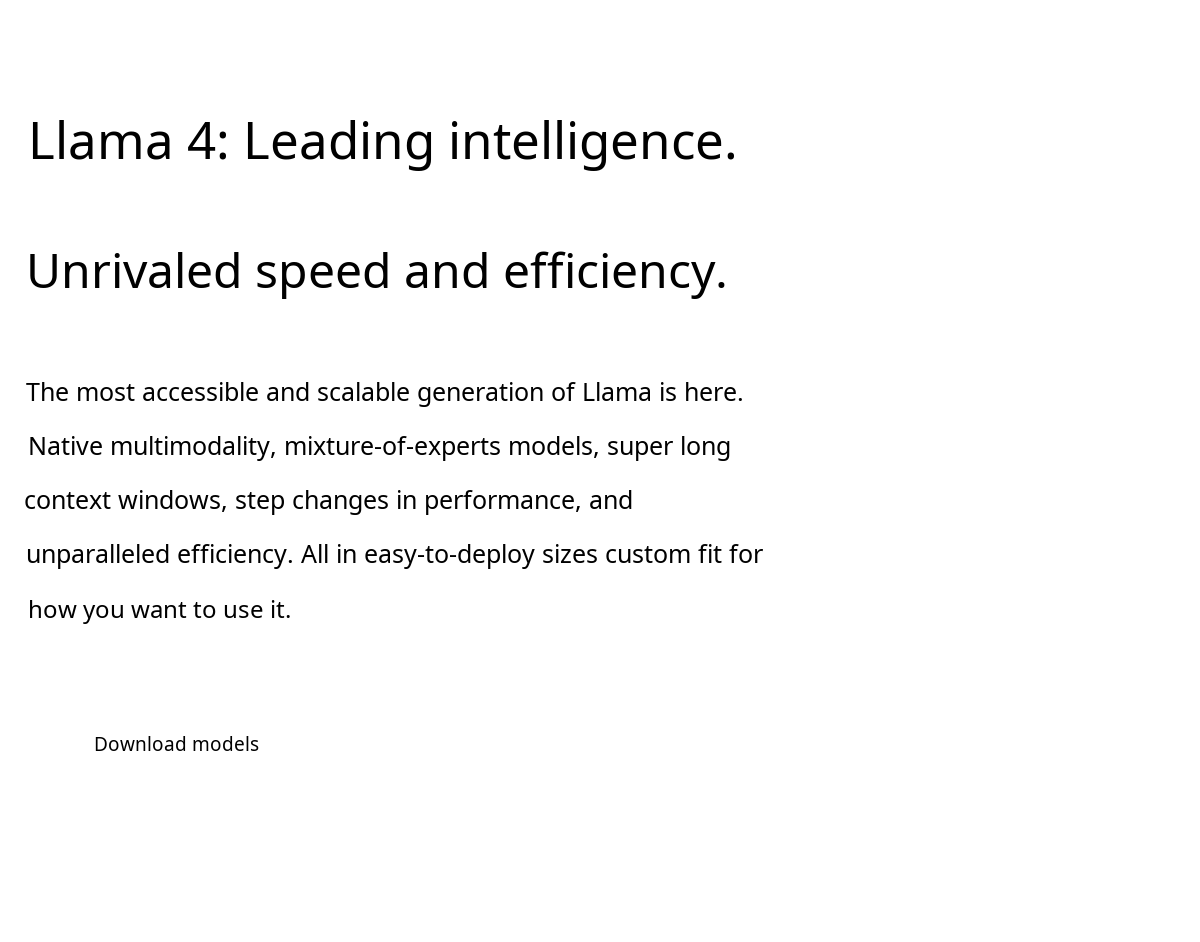 Llama 4: Leading intelligence.
Unrivaled speed and efficiency.
The most accessible and scalable generation of Llama is here.
Native multimodality, mixture-of-experts models, super long
context windows, step changes in performance, and
unparalleled efficiency. All in easy-to-deploy sizes custom fit for
how you want to use it.
Download models